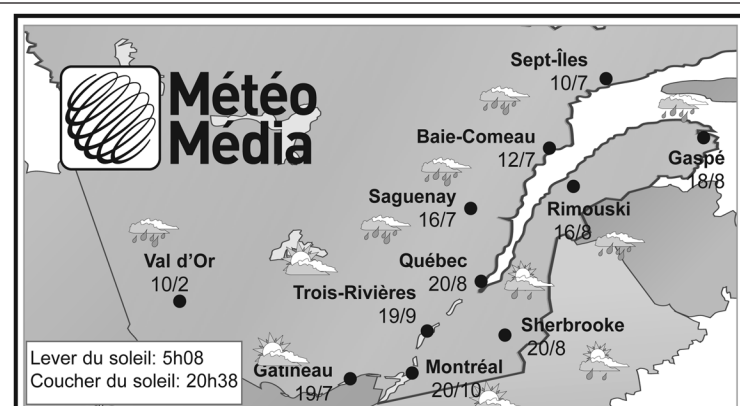 Météo
Média
Sept-Îles
10/7
Baie-Comeau
12/7
Gaspé
18/8
Saguenay
16/7
Rimouski
16/8
Val d'Or
10/2
Québec
20/8
Trois-Rivières
19/9
Sherbrooke
20/8
Lever du soleil: 5h08
Coucher du soleil: 20h38
Gatineau
19/7
Montréal
20/10